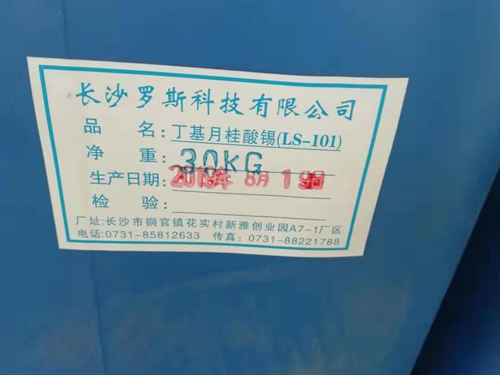 长沙罗斯科技有限公司
品名:丁基月桂酸锡(LS-101)
净重:30KG
生产日期:2019年8月19日
检验:
厂址:长沙市铜官镇花实村新雅创业园A7-1厂区
电话:0731-85812633 传真:0731-88221788